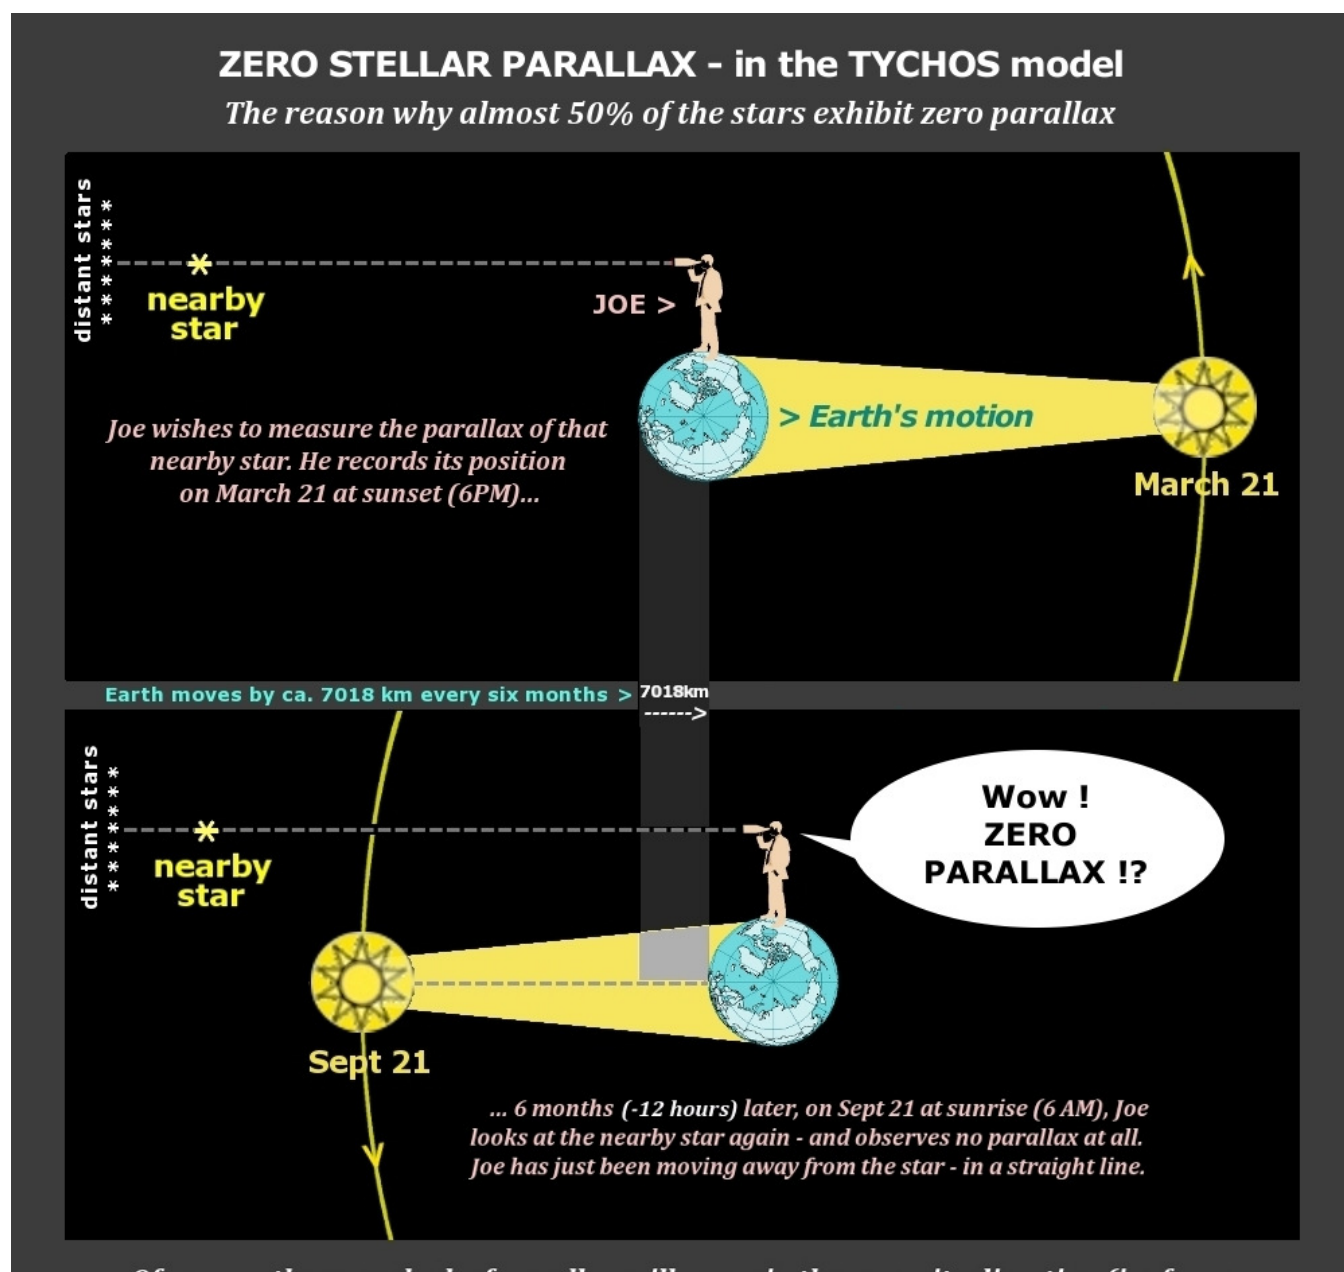 ZERO STELLAR PARALLAX - in the TYCHOS model
The reason why almost 50% of the stars exhibit zero parallax
distant stars
* * * * * * * *
nearby
star
JOE >
> Earth's motion
March 21
Joe wishes to measure the parallax of that
nearby star. He records its position
on March 21 at sunset (6PM)...
Earth moves by ca. 7018 km every six months >
7018km
------>
distant stars
* * * * * * * *
nearby
star
Wow !
ZERO
PARALLAX !?
Sept 21
... 6 months (-12 hours) later, on Sept 21 at sunrise (6 AM), Joe
looks at the nearby star again - and observes no parallax at all.
Joe has just been moving away from the star - in a straight line.